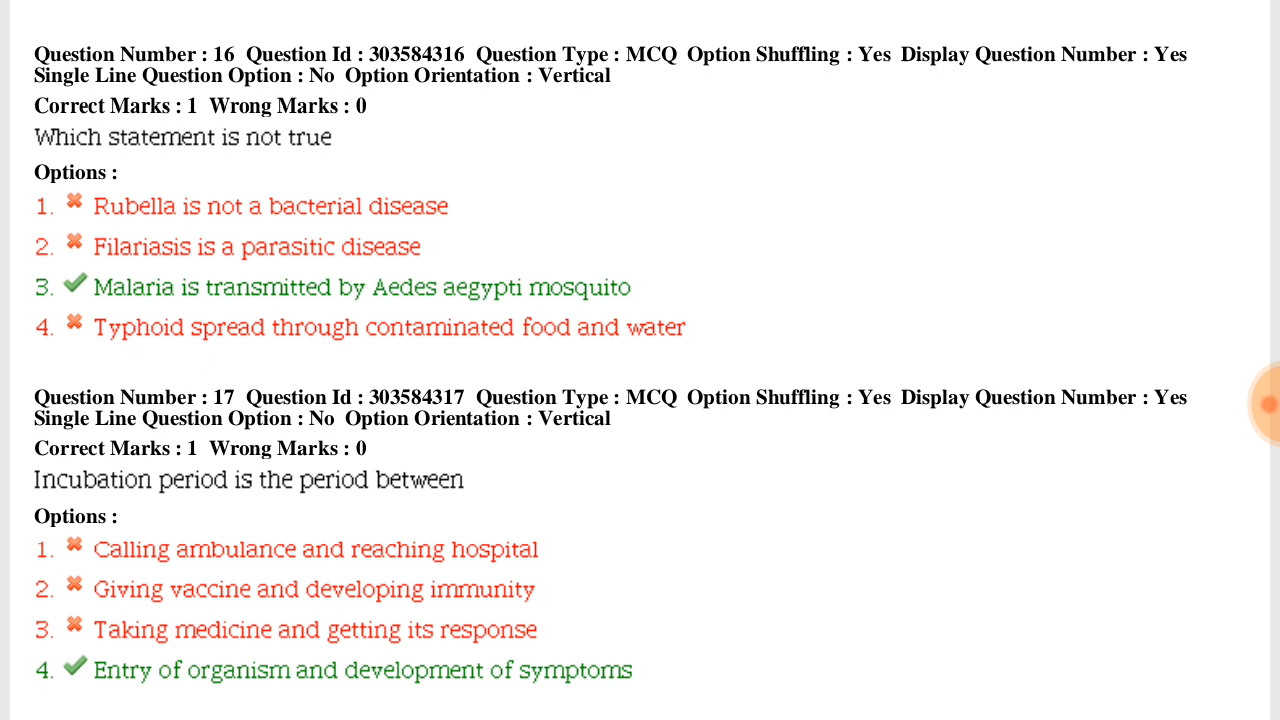 Question Number : 16 Question Id : 303584316 Question Type : MCQ Option Shuffling : Yes Display Question Number : Yes
Single Line Question Option : No Option Orientation : Vertical
Correct Marks : 1 Wrong Marks : 0
Which statement is not true
Options :
1. Rubella is not a bacterial disease
2. Filariasis is a parasitic disease
3. Malaria is transmitted by Aedes aegypti mosquito
4. Typhoid spread through contaminated food and water
Question Number : 17 Question Id : 303584317 Question Type : MCQ Option Shuffling : Yes Display Question Number : Yes
Single Line Question Option : No Option Orientation : Vertical
Correct Marks : 1 Wrong Marks : 0
Incubation period is the period between
Options :
1. Calling ambulance and reaching hospital
2. Giving vaccine and developing immunity
3. Taking medicine and getting its response
4. Entry of organism and development of symptoms